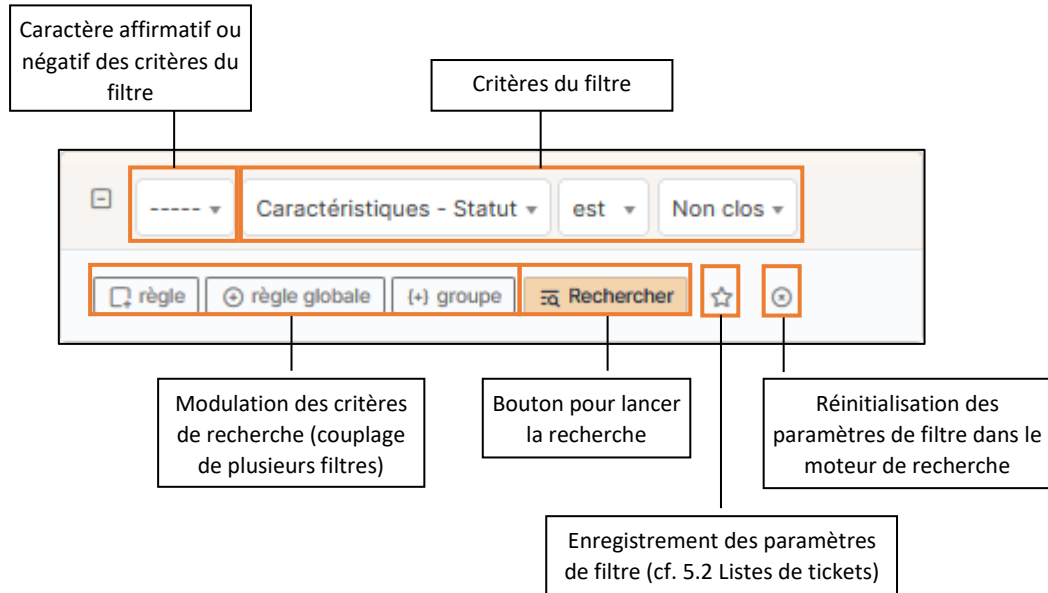 Caractère affirmatif ou
négatif des critères du
filtre
Critères du filtre
----- Caractéristiques - Statut est Non clos
règle règle globale {+} groupe Rechercher
Modulation des critères
de recherche (couplage
de plusieurs filtres)
Bouton pour lancer
la recherche
Réinitialisation des
paramètres de filtre dans le
moteur de recherche
Enregistrement des paramètres
de filtre (cf. 5.2 Listes de tickets)